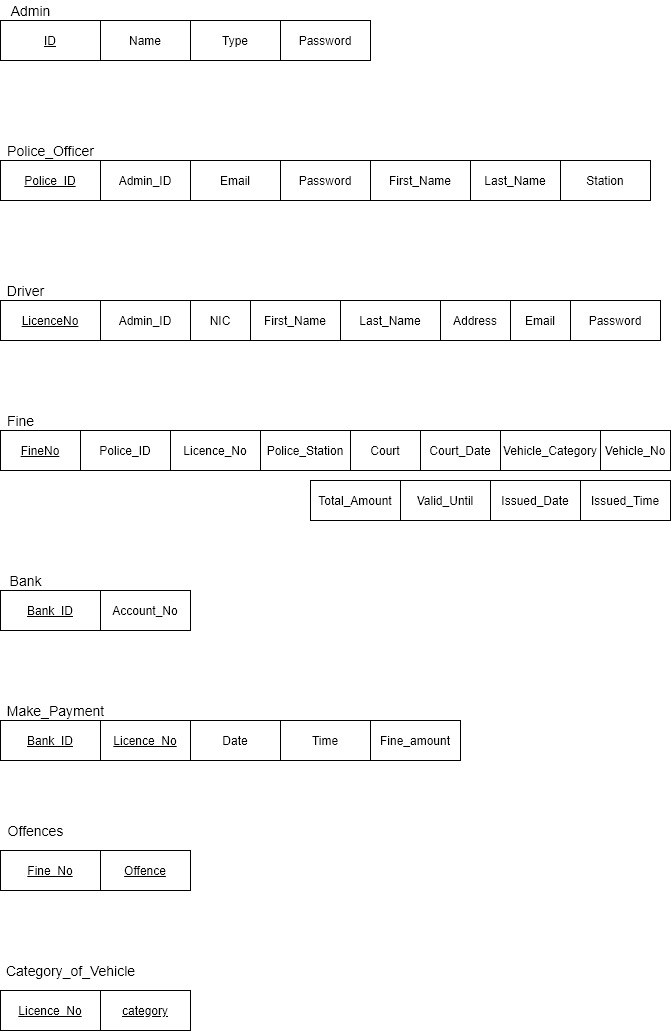 Admin
ID Name Type Password
Police_Officer
Police_ID Admin_ID Email Password First_Name Last_Name Station
Driver
LicenceNo Admin_ID NIC First_Name Last_Name Address Email Password
Fine
FineNo Police_ID Licence_No Police_Station Court Court_Date Vehicle_Category Vehicle_No
Total_Amount Valid_Until Issued_Date Issued_Time
Bank
Bank_ID Account_No
Make_Payment
Bank_ID Licence_No Date Time Fine_amount
Offences
Fine_No Offence
Category_of_Vehicle
Licence_No category